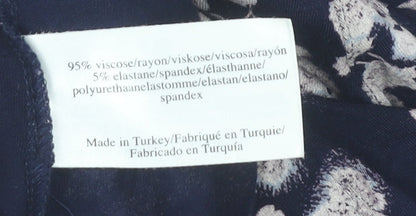 95% viscose/rayon/viskose/viscosa/rayón
5% elastane/spandex/élasthanne/
polyurethaanelastomme/elastan/elastano/
spandex
Made in Turkey/Fabriqué en Turquie/
Fabricado en Turquía